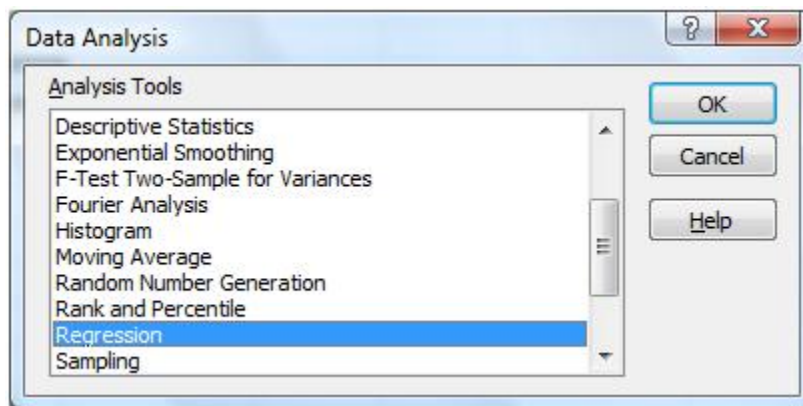 Data Analysis
Analysis Tools
Descriptive Statistics
Exponential Smoothing
F-Test Two-Sample for Variances
Fourier Analysis
Histogram
Moving Average
Random Number Generation
Rank and Percentile
Regression
Sampling
OK
Cancel
Help